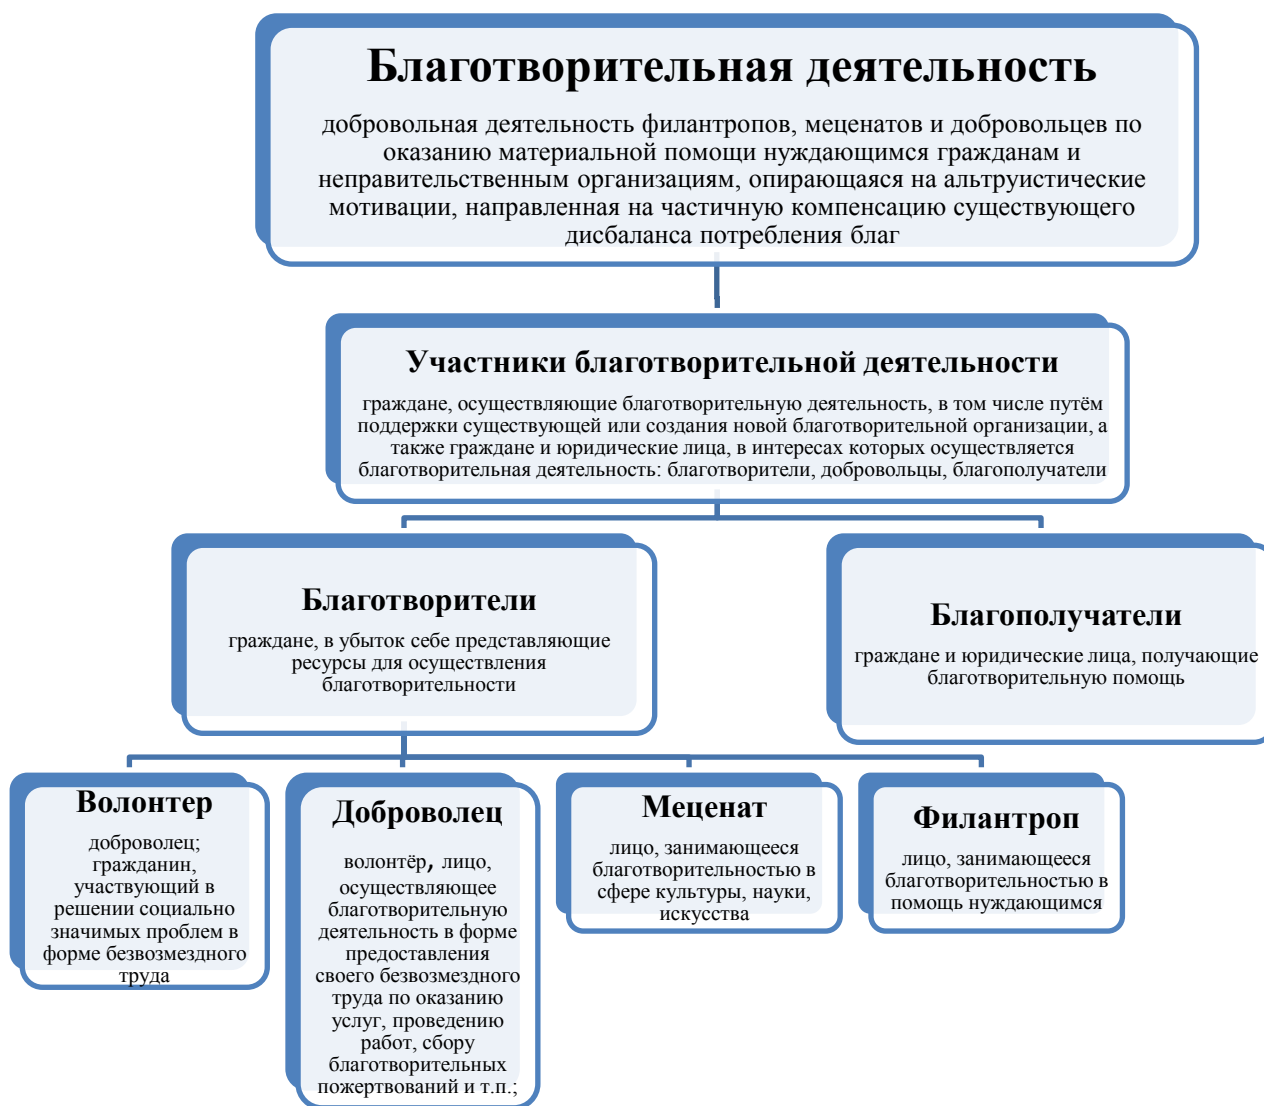 Благотворительная деятельность
добровольная деятельность филантропов, меценатов и добровольцев по
оказанию материальной помощи нуждающимся гражданам и
неправительственным организациям, опирающаяся на альтруистические
мотивации, направленная на частичную компенсацию существующего
дисбаланса потребления благ
Участники благотворительной деятельности
граждане, осуществляющие благотворительную деятельность, в том числе путём
поддержки существующей или создания новой благотворительной организации, а
также граждане и юридические лица, в интересах которых осуществляется
благотворительная деятельность: благотворители, добровольцы, благополучатели
Благотворители
граждане, в убыток себе представляющие
ресурсы для осуществления
благотворительности
Благополучатели
граждане и юридические лица, получающие
благотворительную помощь
Волонтер
доброволец;
гражданин,
участвующий в
решении социально
значимых проблем в
форме безвозмездного
труда
Доброволец
волонтёр, лицо,
осуществляющее
благотворительную
деятельность в форме
предоставления
своего безвозмездного
труда по оказанию
услуг, проведению
работ, сбору
благотворительных
пожертвований и т.п.;
Меценат
лицо, занимающееся
благотворительностью в
сфере культуры, науки,
искусства
Филантроп
лицо, занимающееся
благотворительностью в
помощь нуждающимся